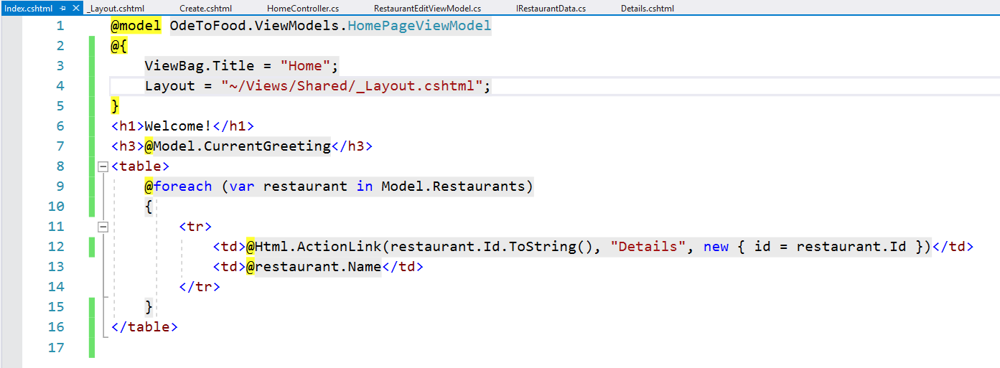 Index.cshtml _Layout.cshtml Create.cshtml HomeController.cs RestaurantEditViewModel.cs IRestaurantData.cs Details.cshtml
1 @model OdeToFood.ViewModels.HomePageViewModel
2 @{
3 ViewBag.Title = "Home";
4 Layout = "~/Views/Shared/_Layout.cshtml";
5 }
6 <h1>Welcome!</h1>
7 <h3>@Model.CurrentGreeting</h3>
8 <table>
9 @foreach (var restaurant in Model.Restaurants)
10 {
11 <tr>
12 <td>@Html.ActionLink(restaurant.Id.ToString(), "Details", new { id = restaurant.Id })</td>
13 <td>@restaurant.Name</td>
14 </tr>
15 }
16 </table>
17